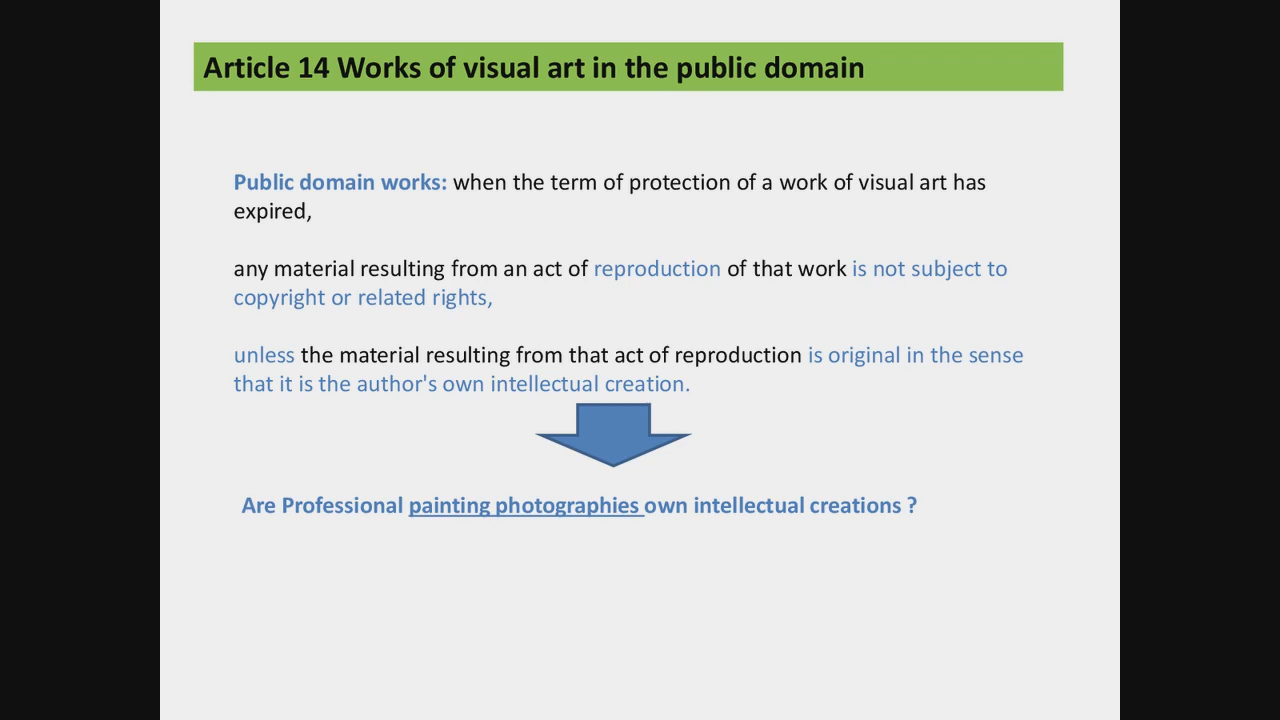 Article 14 Works of visual art in the public domain
Public domain works: when the term of protection of a work of visual art has
expired,
any material resulting from an act of reproduction of that work is not subject to
copyright or related rights,
unless the material resulting from that act of reproduction is original in the sense
that it is the author's own intellectual creation.
Are Professional painting photographies own intellectual creations ?